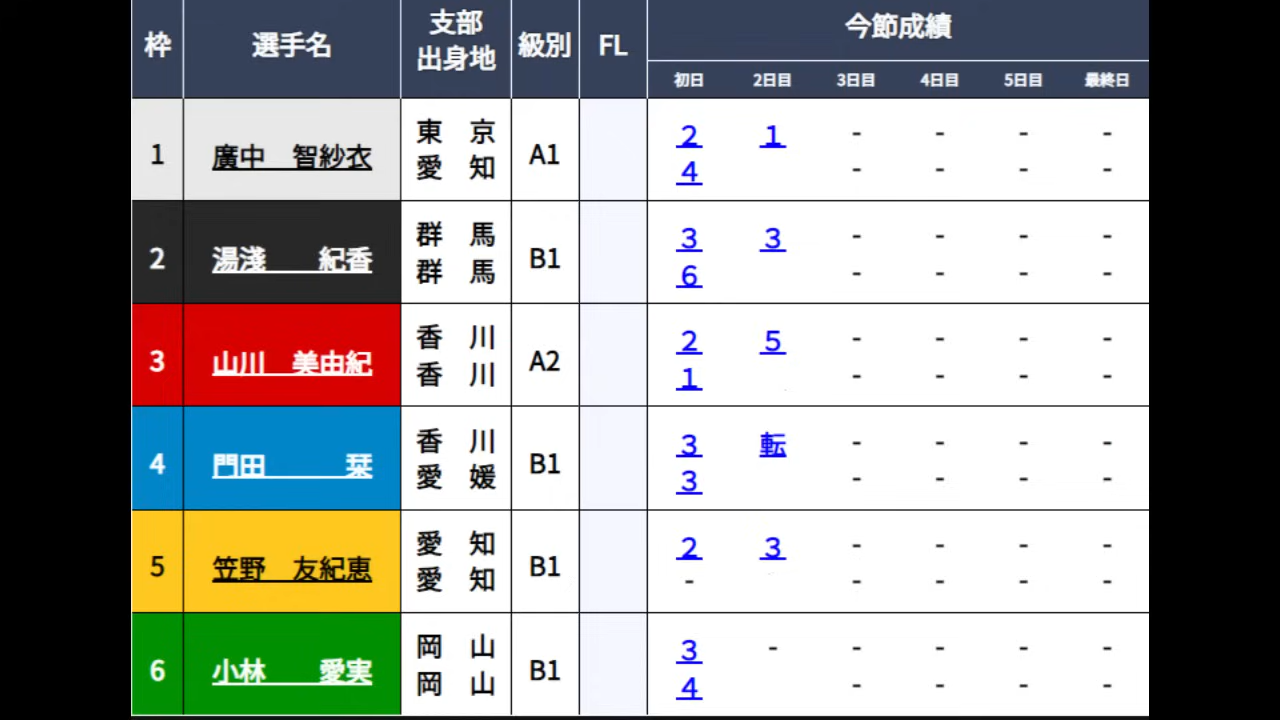 枠 選手名 支部 出身地 級別 FL 今節成績
初日 2日目 3日目 4日目 5日目 最終日
1 廣中 智紗衣 東京 A1 2 1 - - - -
愛知 4 - - - -
2 湯淺 紀香 群馬 B1 3 3 - - - -
群馬 6 - - - -
3 山川 美由紀 香川 A2 2 5 - - - -
香川 1 - - - -
4 門田 栞 香川 B1 3 転 - - - -
愛媛 3 - - - -
5 笠野 友紀恵 愛知 B1 2 3 - - - -
愛知 - - - - -
6 小林 愛実 岡山 B1 3 - - - - -
岡山 4 - - - -